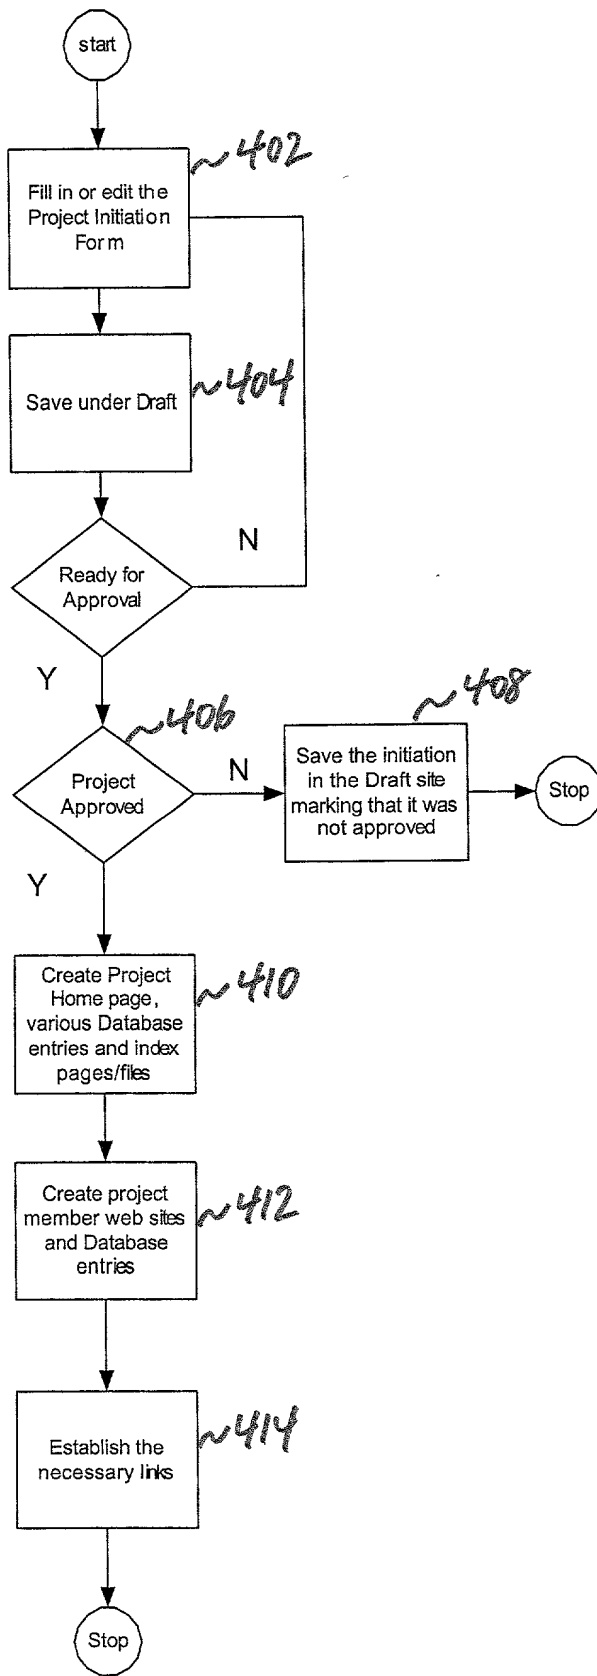 start
~402
Fill in or edit the
Project Initiation
Form
~404
Save under Draft
N
Ready for
Approval
Y
~406
~408
Project
Approved
N
Save the initiation
in the Draft site
marking that it was
not approved
Stop
Y
~410
Create Project
Home page,
various Database
entries and index
pages/files
~412
Create project
member web sites
and Database
entries
~414
Establish the
necessary links
Stop